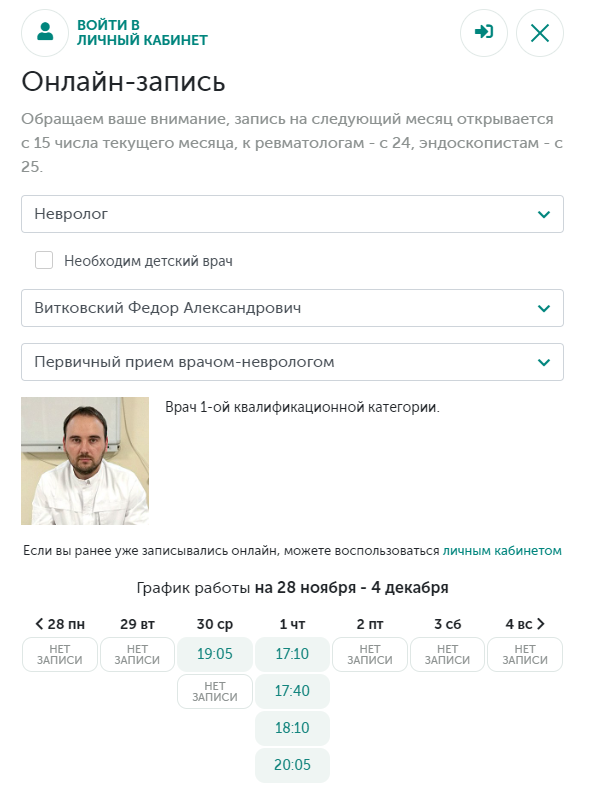 ВОЙТИ В
ЛИЧНЫЙ КАБИНЕТ
Онлайн-запись
Обращаем ваше внимание, запись на следующий месяц открывается
с 15 числа текущего месяца, к ревматологам - с 24, эндоскопистам - с
25.
Невролог
Необходим детский врач
Витковский Федор Александрович
Первичный прием врачом-неврологом
Врач 1-ой квалификационной категории.
Если вы ранее уже записывались онлайн, можете воспользоваться личным кабинетом
График работы на 28 ноября - 4 декабря
28 пн 29 вт 30 ср 1 чт 2 пт 3 сб 4 вс
НЕТ ЗАПИСИ НЕТ ЗАПИСИ 19:05 17:10 НЕТ ЗАПИСИ НЕТ ЗАПИСИ НЕТ ЗАПИСИ
НЕТ ЗАПИСИ 17:40
18:10
20:05